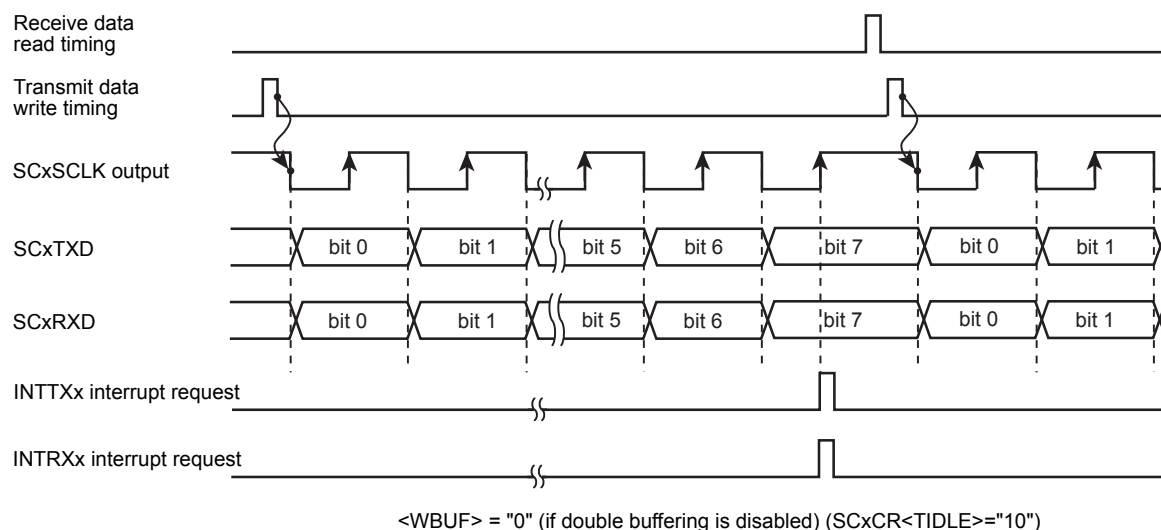 Receive data
read timing
Transmit data
write timing
SCxSCLK output
SCxTXD
bit 0 bit 1 bit 5 bit 6 bit 7 bit 0 bit 1
SCxRXD
bit 0 bit 1 bit 5 bit 6 bit 7 bit 0 bit 1
INTTXx interrupt request
INTRXx interrupt request
<WBUF> = "0" (if double buffering is disabled) (SCxCR<TIDLE>="10")